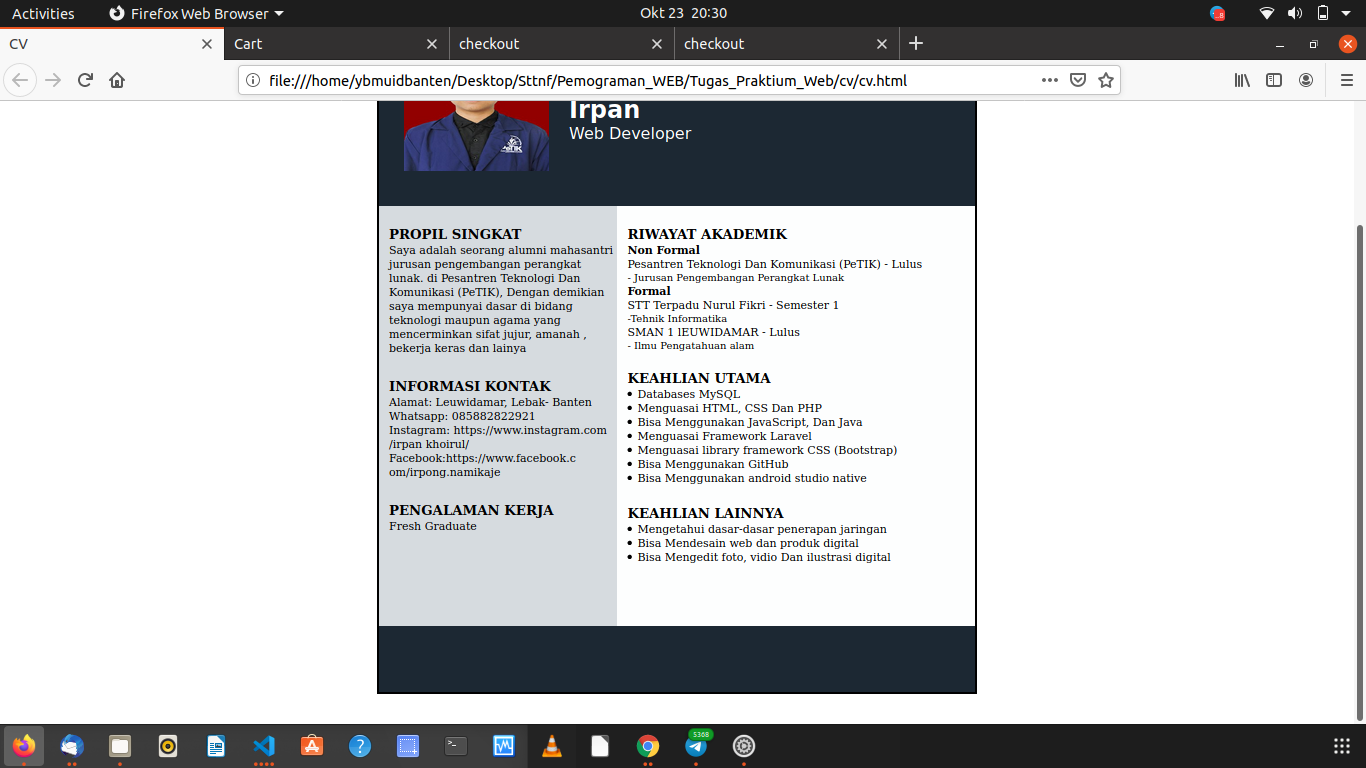 Activities
Firefox Web Browser
Okt 23 20:30
CV
Cart
checkout
checkout
file:///home/ybmuidbanten/Desktop/Sttnf/Pemograman_WEB/Tugas_Praktium_Web/cv/cv.html
Irpan
Web Developer
PeTIK
PROPIL SINGKAT
Saya adalah seorang alumni mahasantri
jurusan pengembangan perangkat
lunak. di Pesantren Teknologi Dan
Komunikasi (PeTIK), Dengan demikian
saya mempunyai dasar di bidang
teknologi maupun agama yang
mencerminkan sifat jujur, amanah ,
bekerja keras dan lainya
INFORMASI KONTAK
Alamat: Leuwidamar, Lebak- Banten
Whatsapp: 085882822921
Instagram: https://www.instagram.com
/irpan khoirul/
Facebook:https://www.facebook.c
om/irpong.namikaje
PENGALAMAN KERJA
Fresh Graduate
RIWAYAT AKADEMIK
Non Formal
Pesantren Teknologi Dan Komunikasi (PeTIK) - Lulus
- Jurusan Pengembangan Perangkat Lunak
Formal
STT Terpadu Nurul Fikri - Semester 1
-Tehnik Informatika
SMAN 1 lEUWIDAMAR - Lulus
- Ilmu Pengatahuan alam
KEAHLIAN UTAMA
• Databases MySQL
• Menguasai HTML, CSS Dan PHP
• Bisa Menggunakan JavaScript, Dan Java
• Menguasai Framework Laravel
• Menguasai library framework CSS (Bootstrap)
• Bisa Menggunakan GitHub
• Bisa Menggunakan android studio native
KEAHLIAN LAINNYA
• Mengetahui dasar-dasar penerapan jaringan
• Bisa Mendesain web dan produk digital
• Bisa Mengedit foto, vidio Dan ilustrasi digital
5368